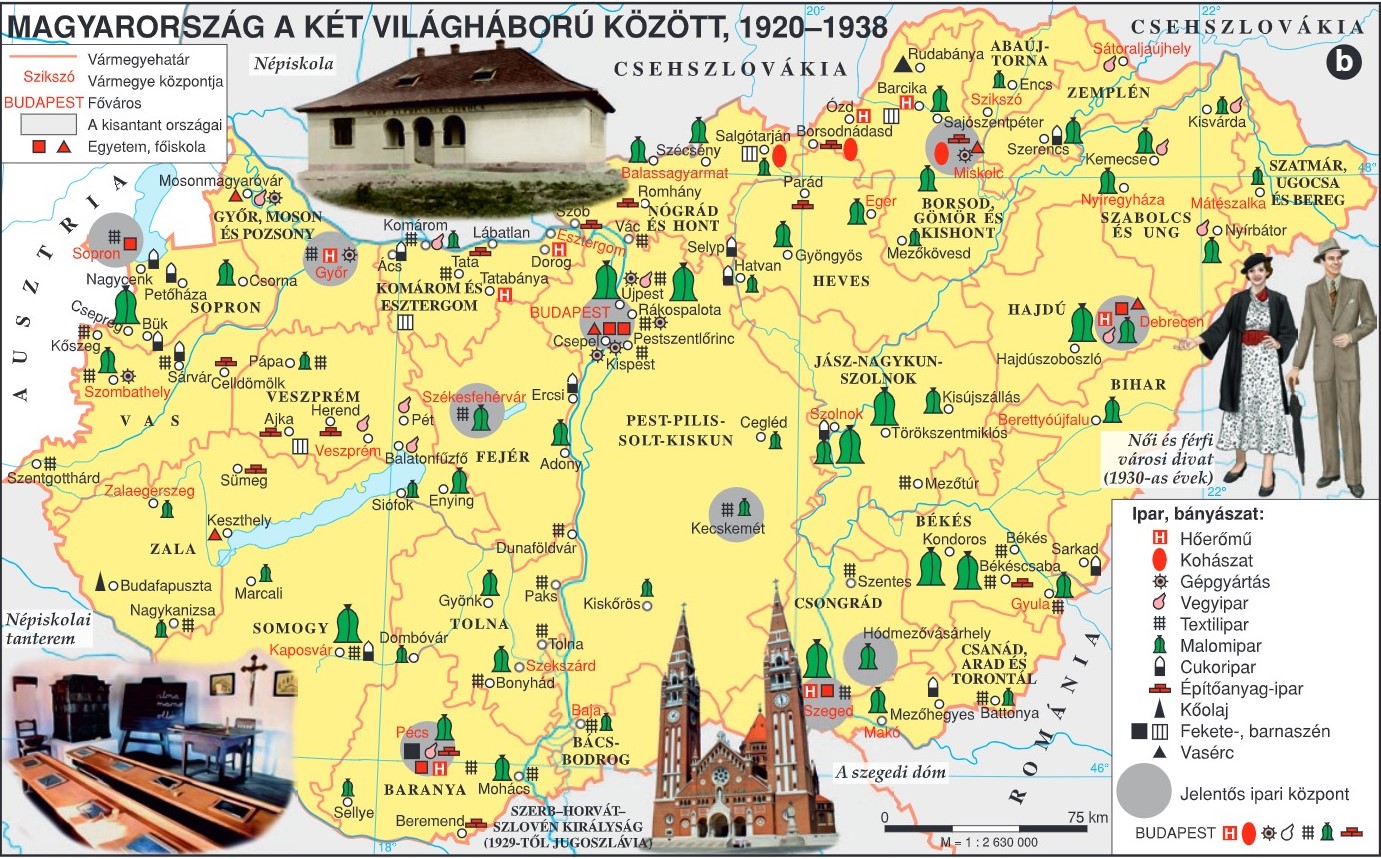 MAGYARORSZÁG A KÉT VILÁGHÁBORÚ KÖZÖTT, 1920–1938
b
Vármegyehatár
Szikszó Vármegye központja
BUDAPEST Főváros
A kisantant országai
Egyetem, főiskola
Népiskola
20°
22°
CSEHSZLOVÁKIA
CSEHSZLOVÁKIA
AUSZTRIA
Rudabánya
ABAÚJ-
TORNA
Sátoraljaújhely
Encs
ZEMPLÉN
Barcika
Szikszó
Ózd
Borsodnádasd
Sajószentpéter
Kisvárda
Salgótarján
Szécsény
Balassagyarmat
Szerencs
Kemecse
Miskolc
48°
SZATMÁR,
UGOCSA
ÉS BEREG
Romhány
Parád
Eger
BORSOD,
GÖMÖR ÉS
KISHONT
Nyíregyháza
Mátészalka
SZABOLCS
ÉS UNG
Nyírbátor
NÓGRÁD
ÉS HONT
Mezőkövesd
Mosonmagyaróvár
GYŐR, MOSON
ÉS POZSONY
Szob
Vác
Komárom
Lábatlan
Esztergom
Dorog
Selyp
Hatvan
Gyöngyös
HEVES
Sopron
Győr
Ács
Tata
Tatabánya
Nagycenk
Petőháza
Csorna
SOPRON
KOMÁROM ÉS
ESZTERGOM
Újpest
Rákospalota
BUDAPEST
Pestszentlőrinc
Csepel
Kispest
HAJDÚ
Debrecen
Hajdúszoboszló
Csepreg
Bük
Kőszeg
Sárvár
Celldömölk
Pápa
Szombathely
VAS
VESZPRÉM
Székesfehérvár
Ercsi
JÁSZ-NAGYKUN-
SZOLNOK
Kisújszállás
BIHAR
Berettyóújfalu
Ajka
Herend
Pét
Veszprém
Balatonfűzfő
FEJÉR
Adony
PEST-PILIS-
SOLT-KISKUN
Cegléd
Szolnok
Törökszentmiklós
Női és férfi
városi divat
(1930-as évek)
Szentgotthárd
Sümeg
Siófok
Enying
Mezőtúr
22°
Zalaegerszeg
Keszthely
ZALA
Dunaföldvár
Kecskemét
BÉKÉS
Kondoros
Békés
Sarkad
Békéscsaba
Gyula
Budafapuszta
Marcali
Nagykanizsa
SOMOGY
Gyönk
Paks
Kiskőrös
Szentes
CSONGRÁD
TOLNA
Kaposvár
Dombóvár
Tolna
Szekszárd
Bonyhád
Hódmezővásárhely
CSANÁD,
ARAD ÉS
TORONTÁL
Szeged
Makó
Mezőhegyes
Battonya
Népiskolai
tanterem
Pécs
Baja
BÁCS-
BODROG
BARANYA
Mohács
Sellye
Beremend
18°
SZERB–HORVÁT–
SZLOVÉN KIRÁLYSÁG
(1929-TŐL JUGOSZLÁVIA)
A szegedi dóm
ROMÁNIA
46°
0
75 km
M = 1 : 2 630 000
Ipar, bányászat:
H Hőerőmű
Kohászat
Gépgyártás
Vegyipar
Textilipar
Malomipar
Cukoripar
Építőanyag-ipar
Kőolaj
Fekete-, barnaszén
Vasérc
Jelentős ipari központ
BUDAPEST H